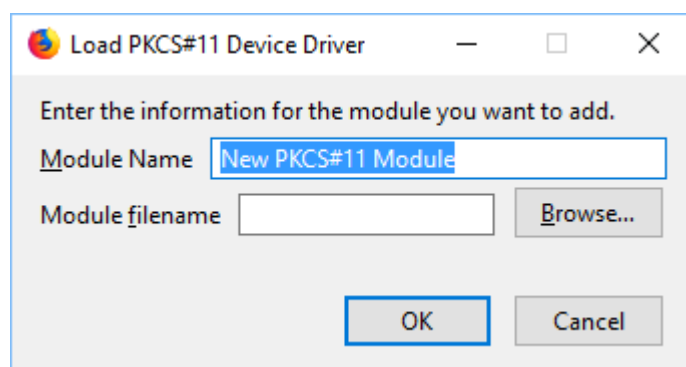 Load PKCS#11 Device Driver
Enter the information for the module you want to add.
Module Name New PKCS#11 Module
Module filename Browse...
OK Cancel